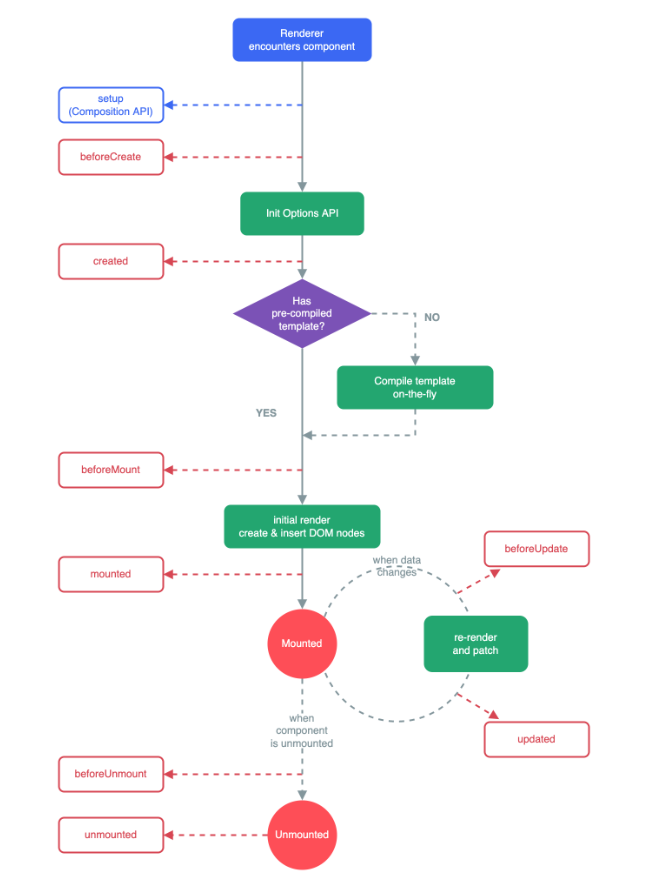 Renderer
encounters component
setup
(Composition API)
beforeCreate
Init Options API
created
Has
pre-compiled
template?
NO
Compile template
on-the-fly
YES
beforeMount
initial render
create & insert DOM nodes
beforeUpdate
when data
changes
mounted
Mounted
re-render
and patch
when
component
is unmounted
updated
beforeUnmount
Unmounted
unmounted